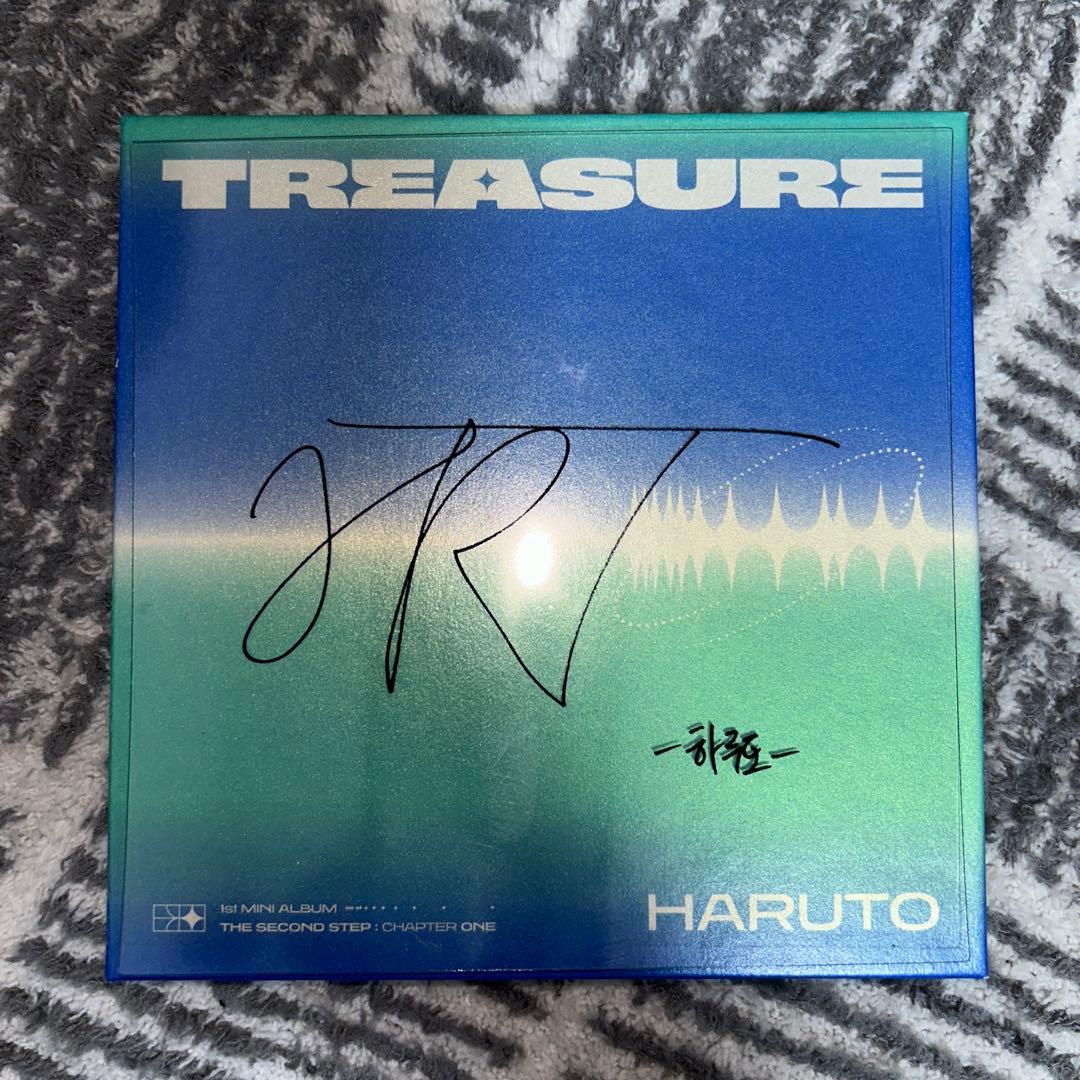 TREASURE
HRT
-하루토-
1st MINI ALBUM
THE SECOND STEP : CHAPTER ONE
HARUTO